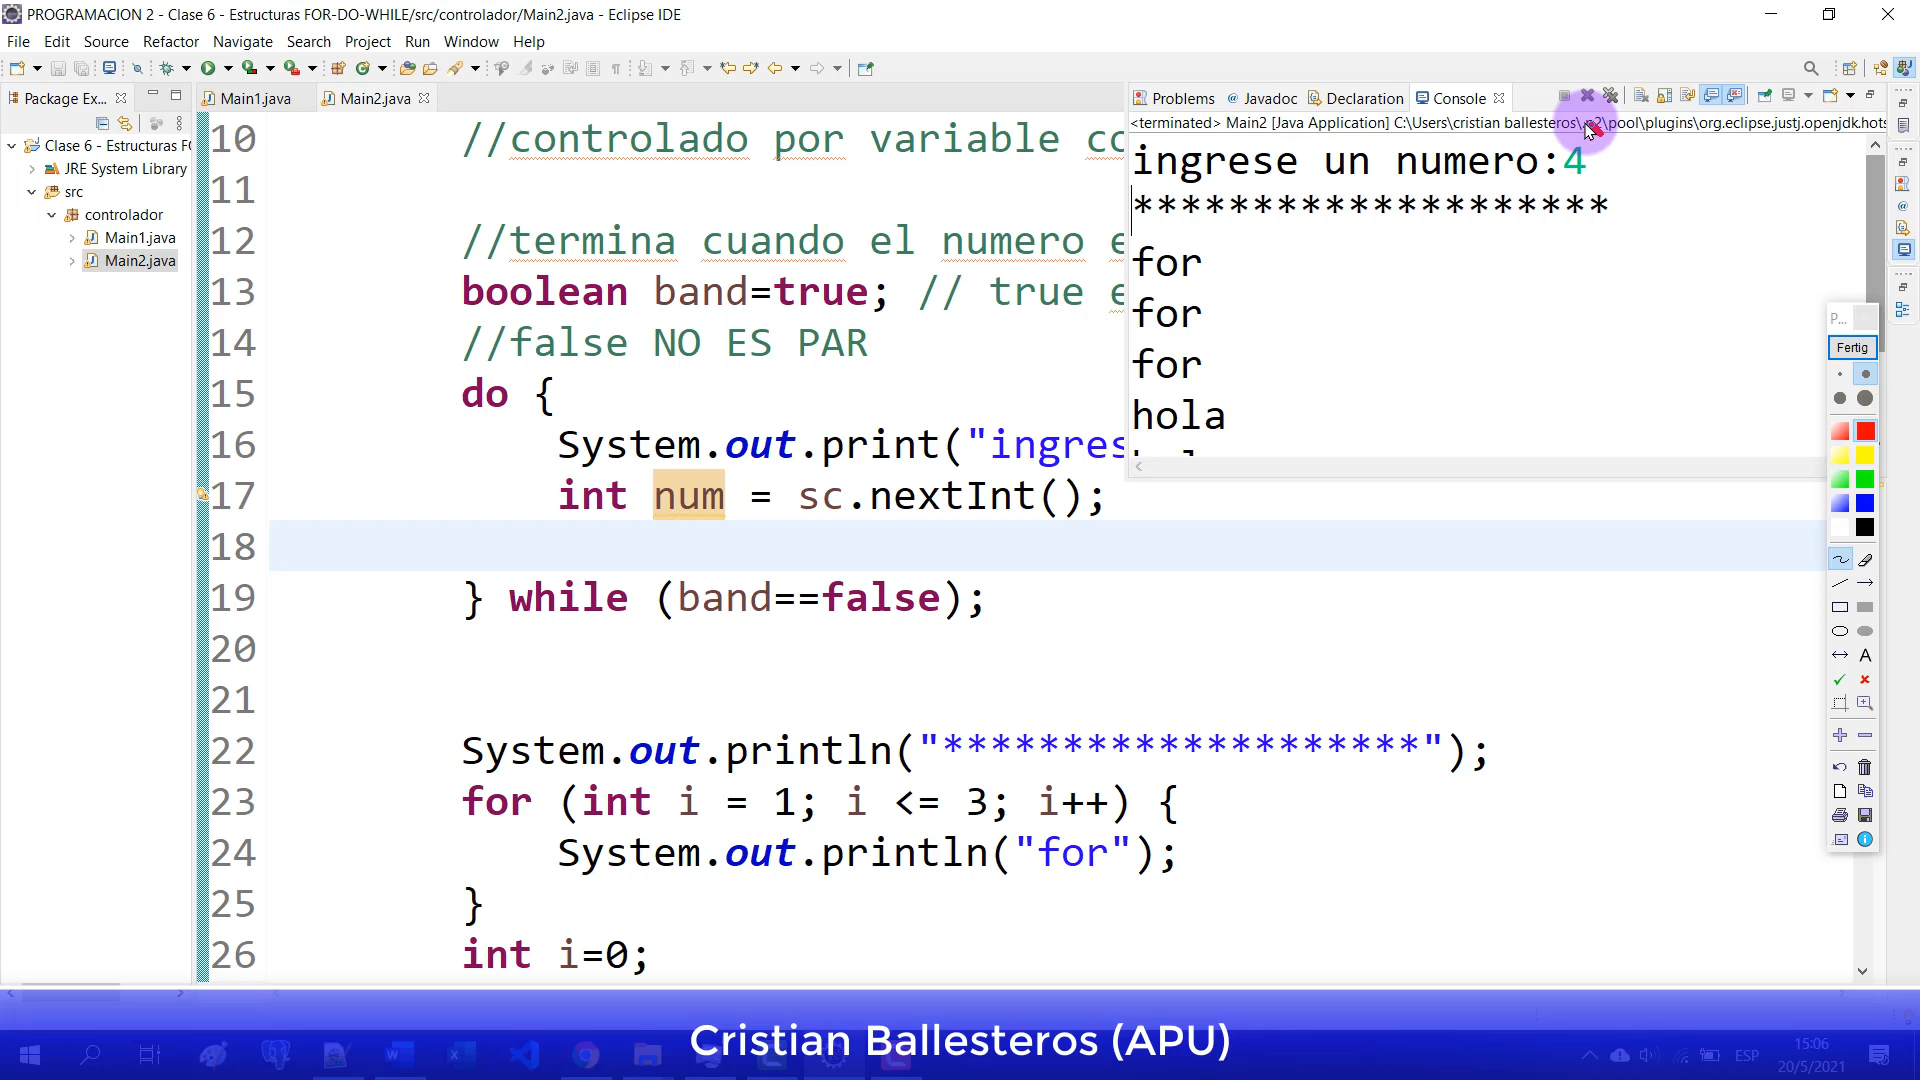 PROGRAMACION 2 - Clase 6 - Estructuras FOR-DO-WHILE/src/controlador/Main2.java - Eclipse IDE
File Edit Source Refactor Navigate Search Project Run Window Help
Package Ex...
Clase 6 - Estructuras FO
JRE System Library
src
controlador
Main1.java
Main2.java
Main1.java Main2.java
10 //controlado por variable co
11
12 //termina cuando el numero e
13 boolean band=true; // true e
14 //false NO ES PAR
15 do {
16 System.out.print("ingres
17 int num = sc.nextInt();
18
19 } while (band==false);
20
21
22 System.out.println("********************");
23 for (int i = 1; i <= 3; i++) {
24 System.out.println("for");
25 }
26 int i=0;
Problems Javadoc Declaration Console
<terminated> Main2 [Java Application] C:\Users\cristian ballesteros\.p2\pool\plugins\org.eclipse.justj.openjdk.hots
ingrese un numero:4
********************
for
for
for
hola
P...
Fertig
A
Cristian Ballesteros (APU)
ESP
15:06
20/5/2021